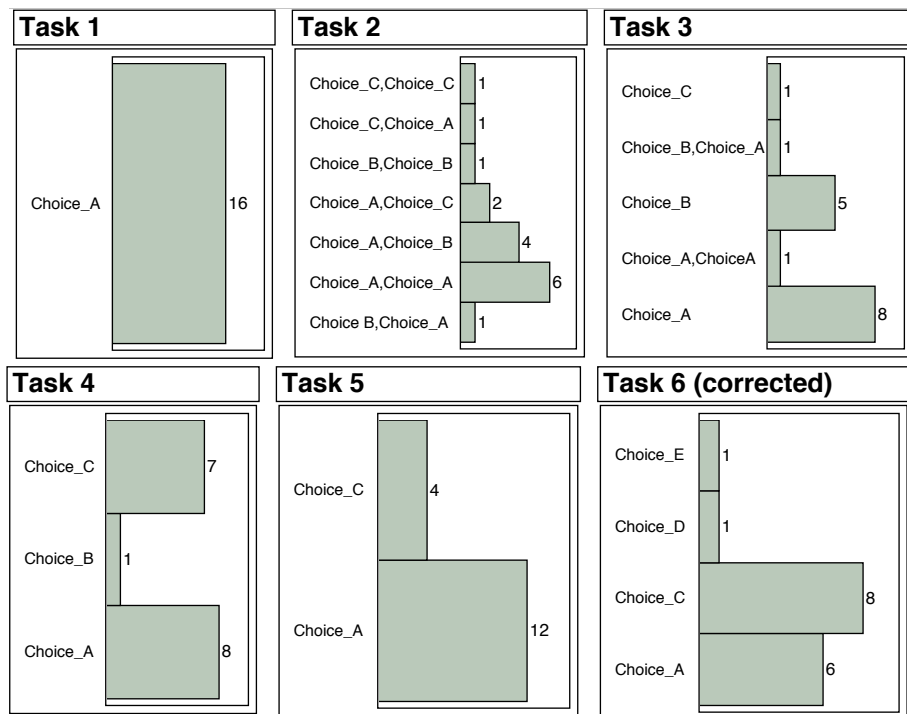 Task 1
Choice_A
16
Task 2
Choice_C,Choice_C
1
Choice_C,Choice_A
1
Choice_B,Choice_B
1
Choice_A,Choice_C
2
Choice_A,Choice_B
4
Choice_A,Choice_A
6
Choice B,Choice_A
1
Task 3
Choice_C
1
Choice_B,Choice_A
1
Choice_B
5
Choice_A,ChoiceA
1
Choice_A
8
Task 4
Choice_C
7
Choice_B
1
Choice_A
8
Task 5
Choice_C
4
Choice_A
12
Task 6 (corrected)
Choice_E
1
Choice_D
1
Choice_C
8
Choice_A
6